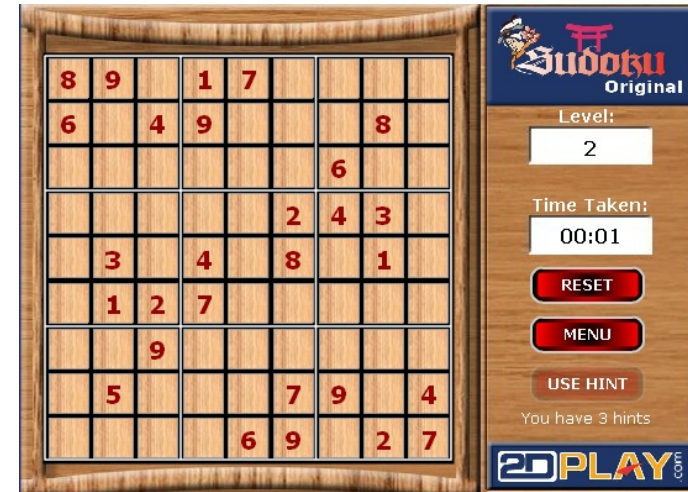 Sudoku
Original
8 9 1 7
6 4 9 8
6
2 4 3
3 4 8 1
1 2 7
9
5 7 9 4
6 9 2 7
Level:
2
Time Taken:
00:01
RESET
MENU
USE HINT
You have 3 hints
2DPLAY.com